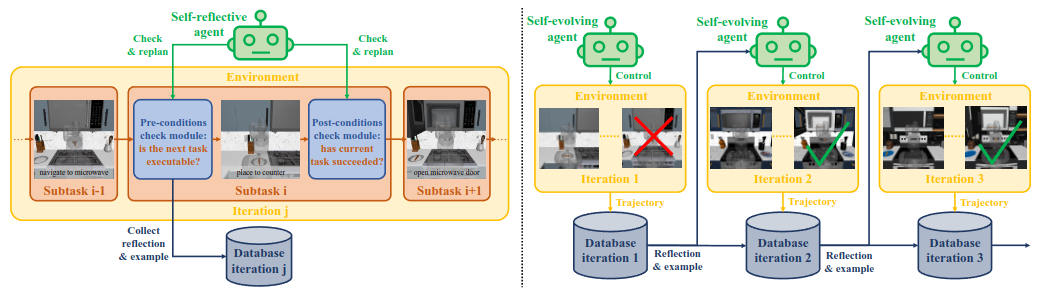 Self-reflective
agent
Check
& replan
Check
& replan
Environment
Pre-conditions
check module:
is the next task
executable?
Post-conditions
check module:
has current
task succeeded?
navigate to microwave
place to counter
open microwave door
Subtask i-1
Subtask i
Subtask i+1
Iteration j
Collect
reflection
& example
Database
iteration j
Self-evolving
agent
Control
Environment
Iteration 1
Trajectory
Database
iteration 1
Reflection
& example
Self-evolving
agent
Control
Environment
Iteration 2
Trajectory
Database
iteration 2
Reflection
& example
Self-evolving
agent
Control
Environment
Iteration 3
Trajectory
Database
iteration 3